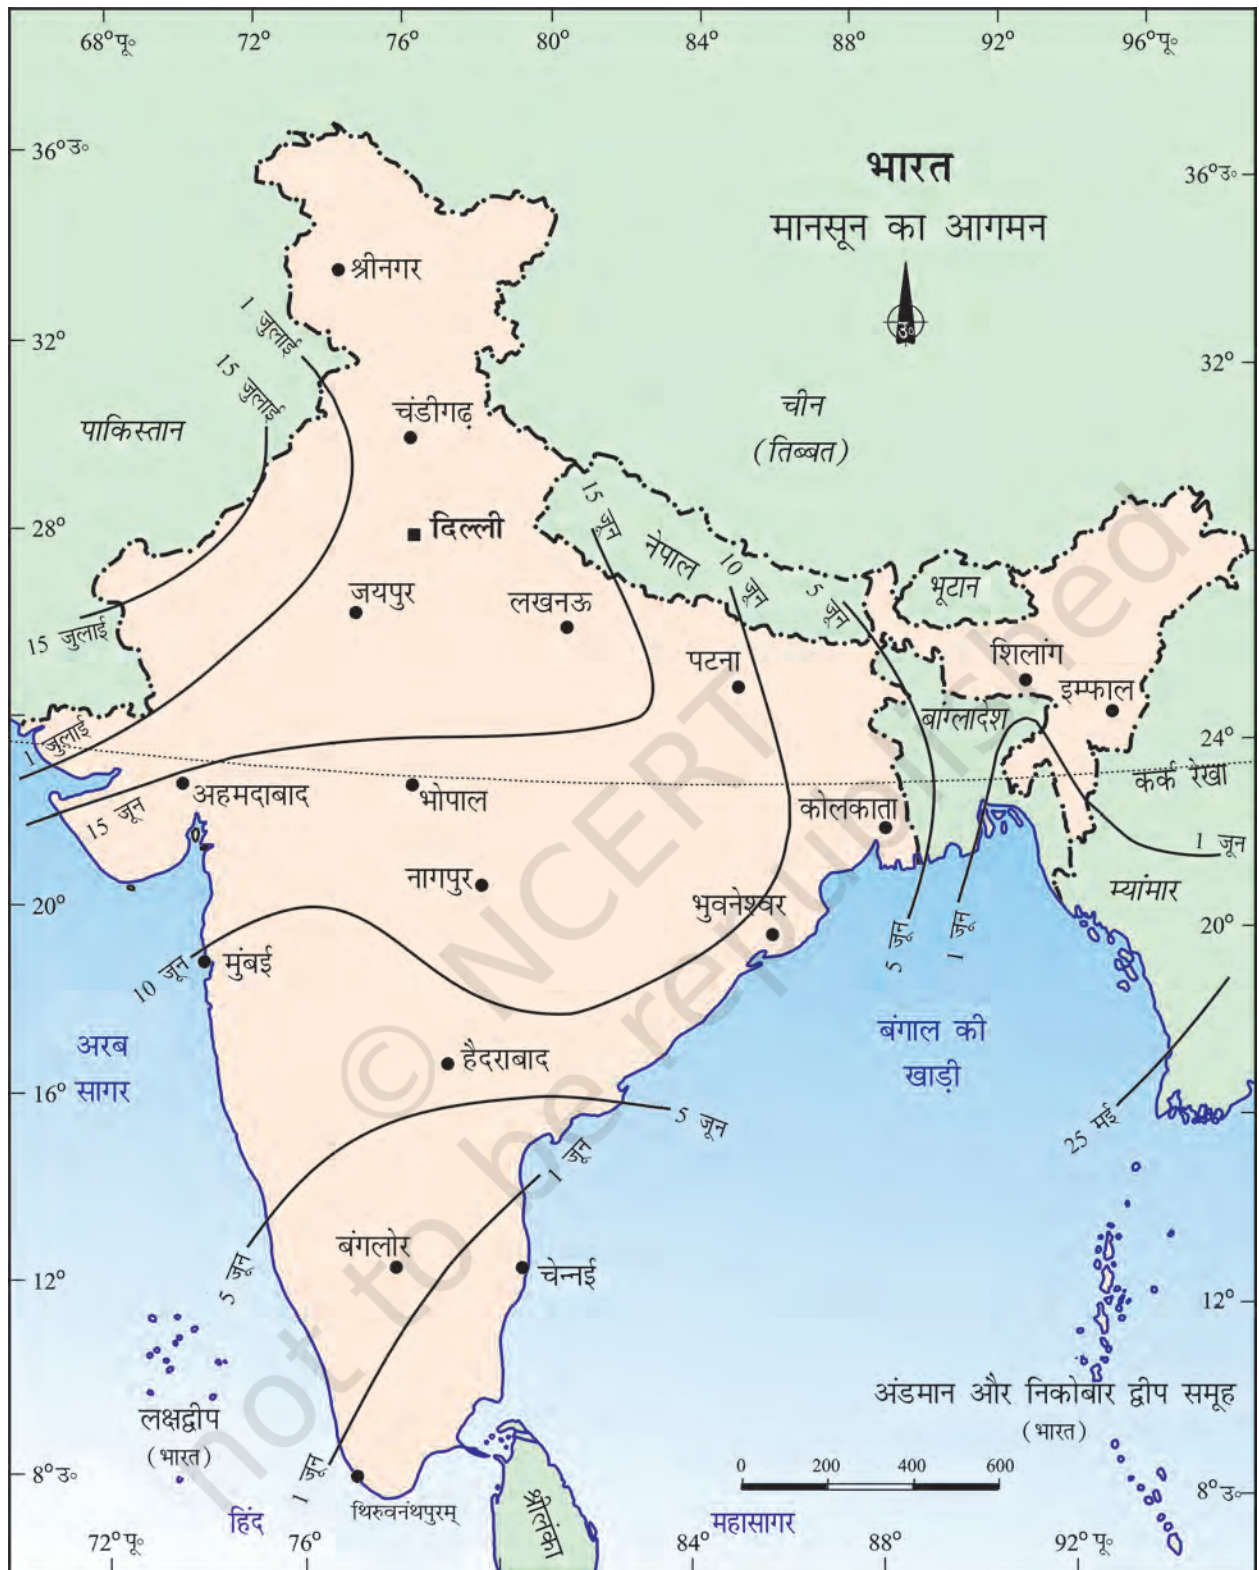 68°पू॰ 72° 76° 80° 84° 88° 92° 96°पू॰
36°उ॰
36°उ॰
भारत
मानसून का आगमन
उ॰
श्रीनगर
1 जुलाई
32°
32°
15 जुलाई
चंडीगढ़
चीन
(तिब्बत)
पाकिस्तान
28°
28°
दिल्ली
15 जून
नेपाल
10 जून
5 जून
भूटान
जयपुर
लखनऊ
15 जुलाई
पटना
शिलांग
इम्फाल
बांग्लादेश
1 जुलाई
24°
कर्क रेखा
15 जून
अहमदाबाद
भोपाल
कोलकाता
1 जून
नागपुर
म्यांमार
20°
भुवनेश्वर
20°
5 जून
1 जून
10 जून
मुंबई
अरब
सागर
बंगाल की
खाड़ी
हैदराबाद
16°
5 जून
25 मई
1 जून
बंगलोर
चेन्नई
5 जून
12°
12°
लक्षद्वीप
(भारत)
अंडमान और निकोबार द्वीप समूह
(भारत)
0 200 400 600
8°उ॰
8°उ॰
1 जून
थिरुवनंथपुरम्
हिंद
महासागर
श्रीलंका
72°पू॰ 76° 84° 88° 92°पू॰
© NCERT
not to be republished